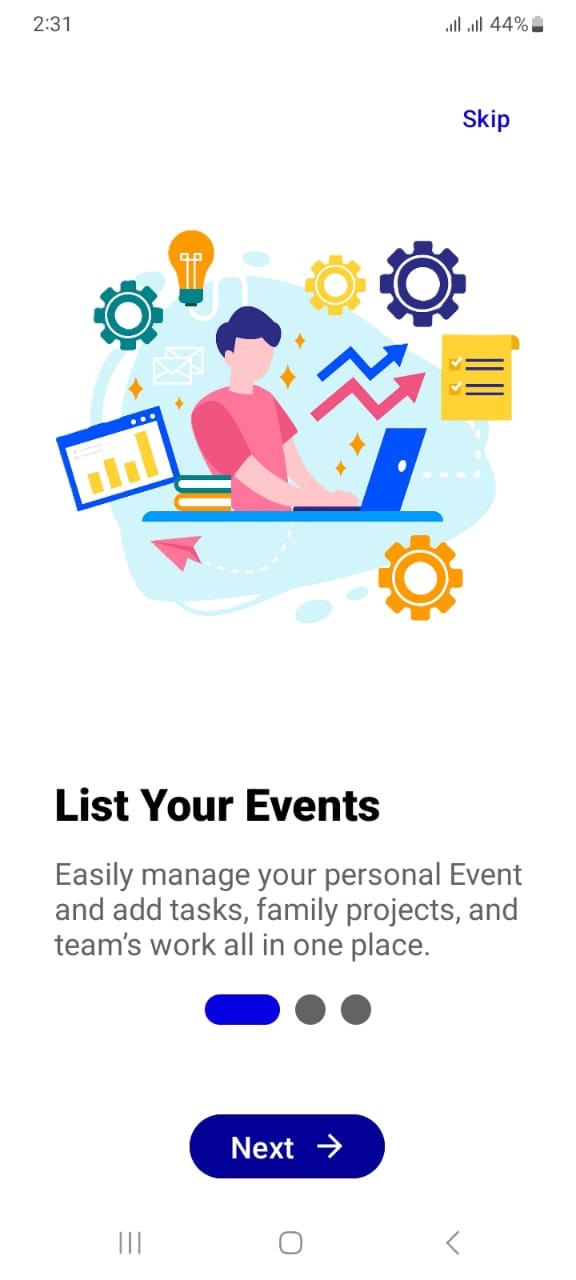 2:31
44%
Skip
List Your Events
Easily manage your personal Event
and add tasks, family projects, and
team's work all in one place.
Next